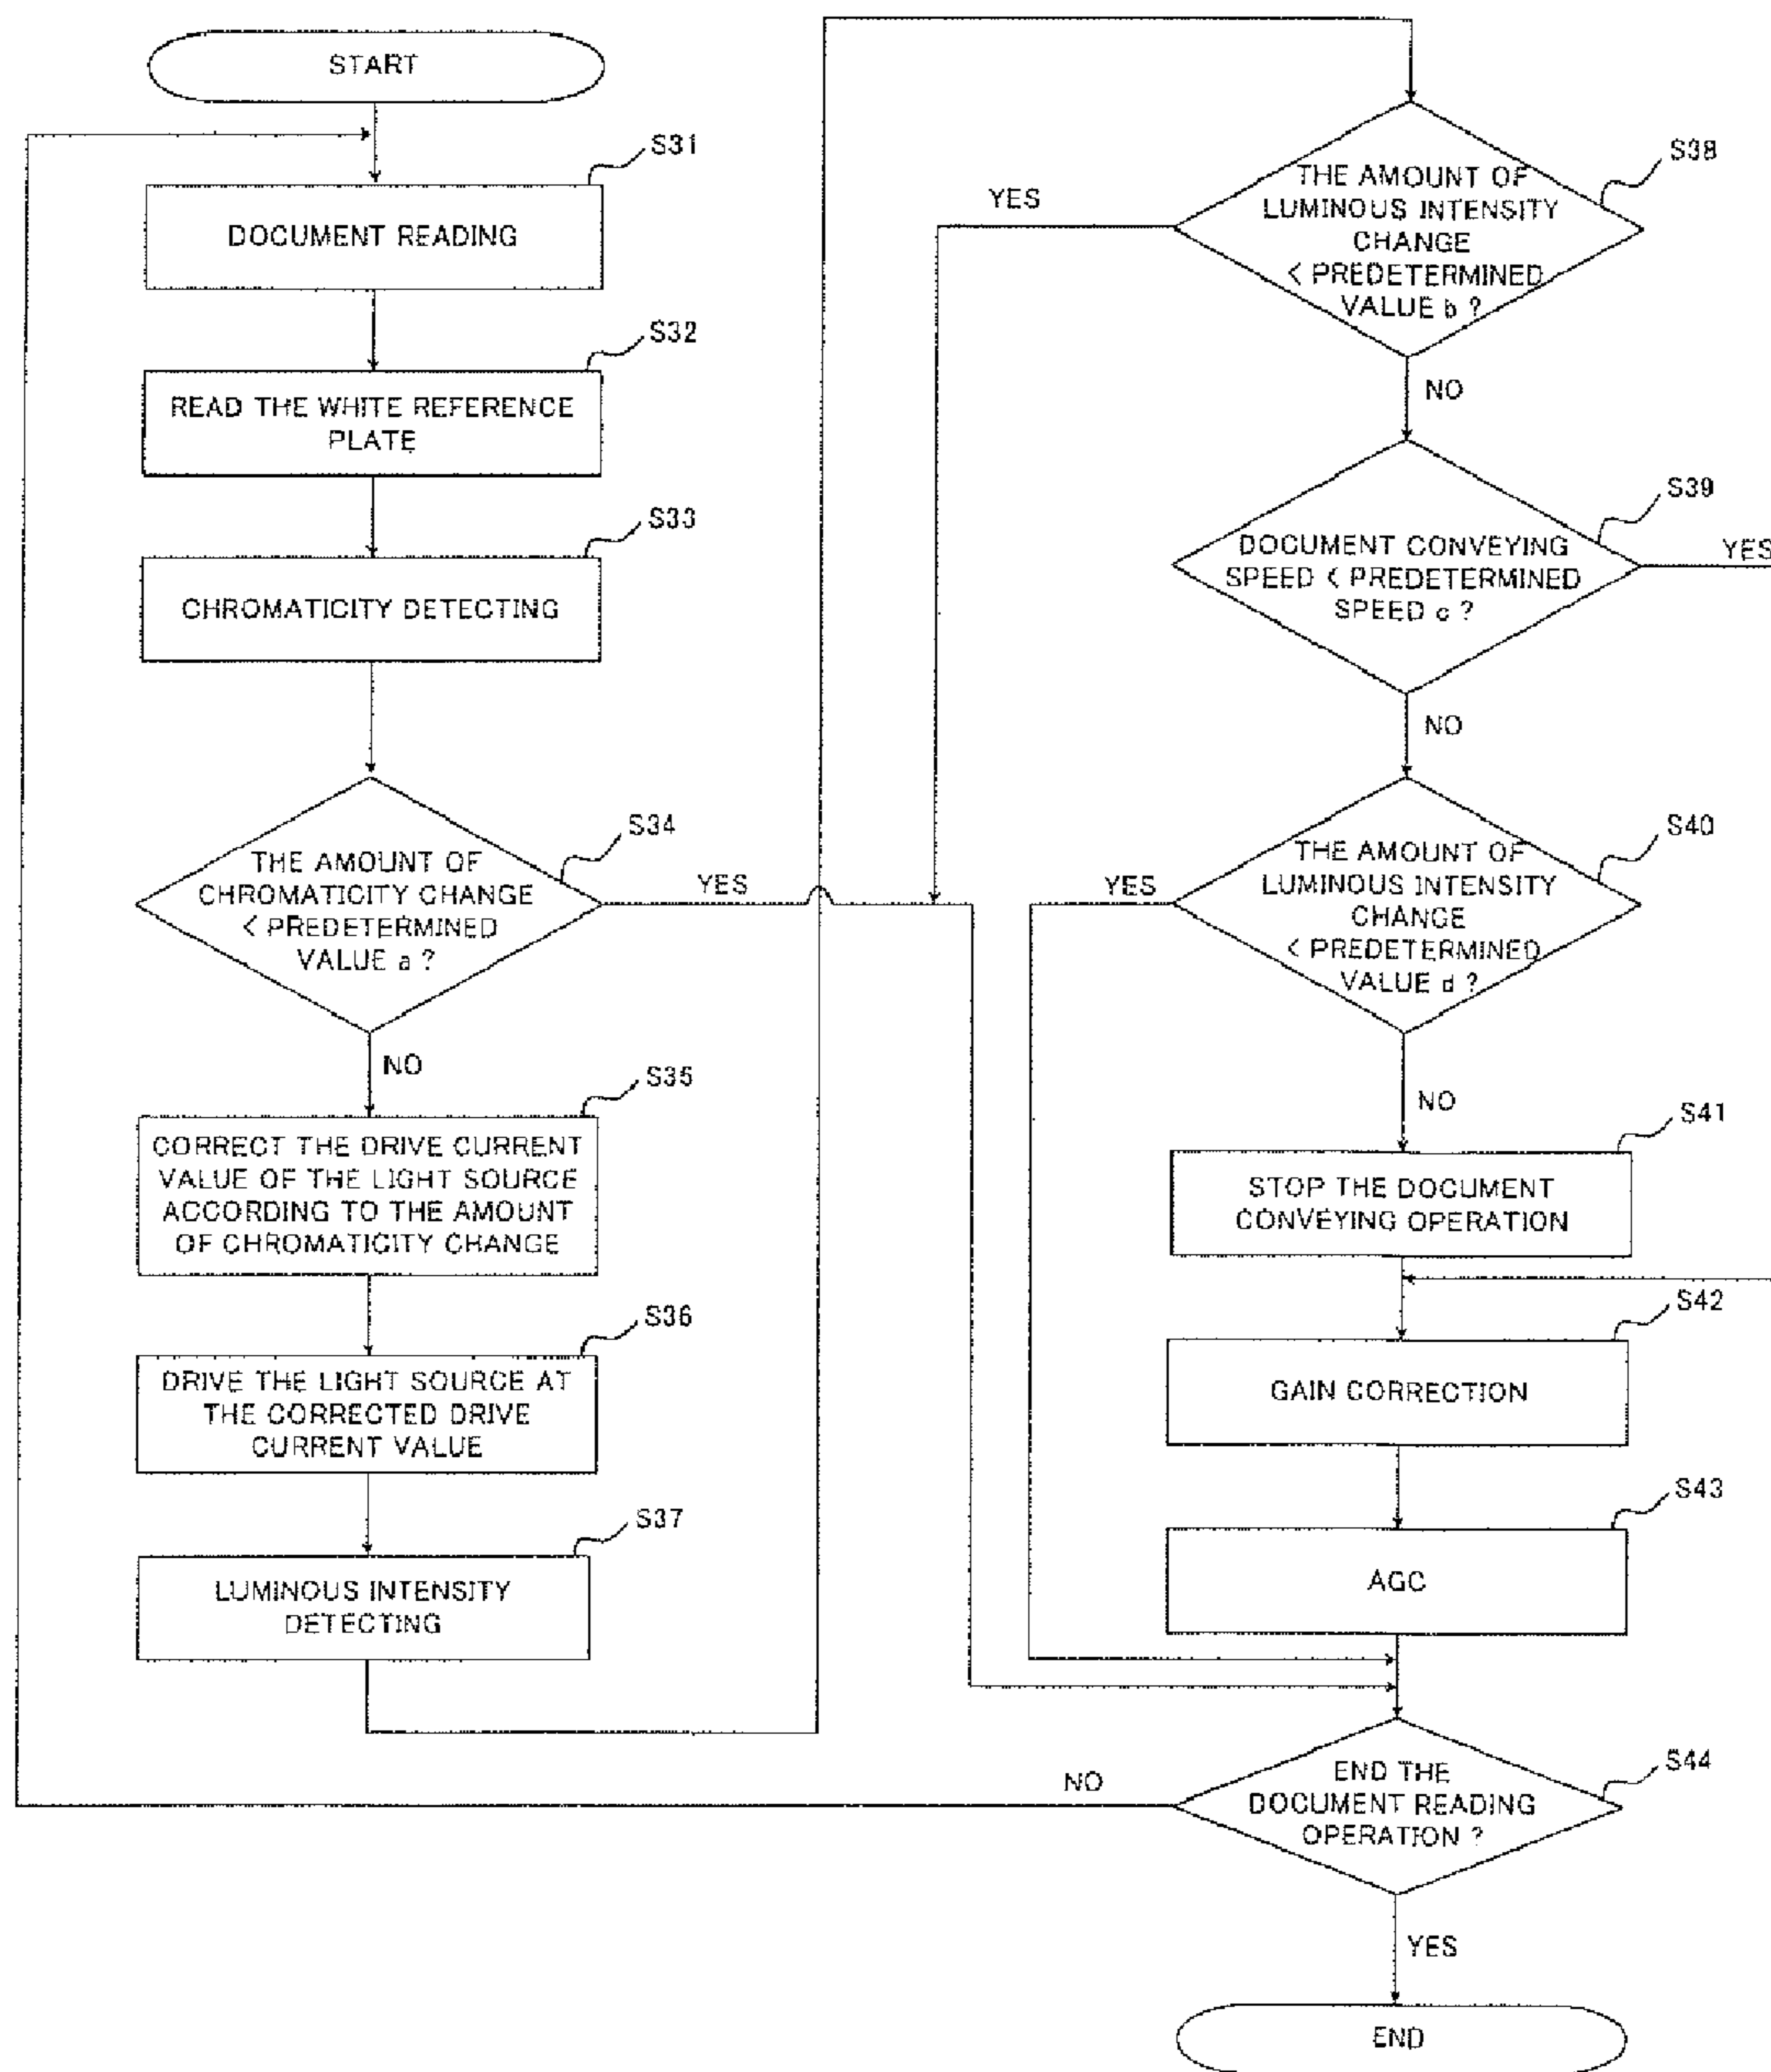 START
S31
DOCUMENT READING
S32
READ THE WHITE REFERENCE
PLATE
S33
CHROMATICITY DETECTING
S34
THE AMOUNT OF
CHROMATICITY CHANGE
< PREDETERMINED
VALUE a ?
YES
NO
S35
CORRECT THE DRIVE CURRENT
VALUE OF THE LIGHT SOURCE
ACCORDING TO THE AMOUNT
OF CHROMATICITY CHANGE
S36
DRIVE THE LIGHT SOURCE AT
THE CORRECTED DRIVE
CURRENT VALUE
S37
LUMINOUS INTENSITY
DETECTING
S38
THE AMOUNT OF
LUMINOUS INTENSITY
CHANGE
< PREDETERMINED
VALUE b ?
YES
NO
S39
DOCUMENT CONVEYING
SPEED < PREDETERMINED
SPEED c ?
YES
NO
S40
THE AMOUNT OF
LUMINOUS INTENSITY
CHANGE
< PREDETERMINED
VALUE d ?
YES
NO
S41
STOP THE DOCUMENT
CONVEYING OPERATION
S42
GAIN CORRECTION
S43
AGC
S44
END THE
DOCUMENT READING
OPERATION ?
NO
YES
END